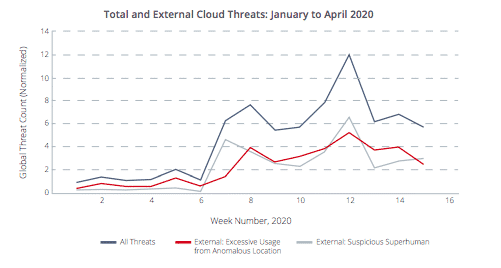 Total and External Cloud Threats: January to April 2020
Global Threat Count (Normalized)
14
12
10
8
6
4
2
0
2 4 6 8 10 12 14 16
Week Number, 2020
All Threats
External: Excessive Usage
from Anomalous Location
External: Suspicious Superhuman